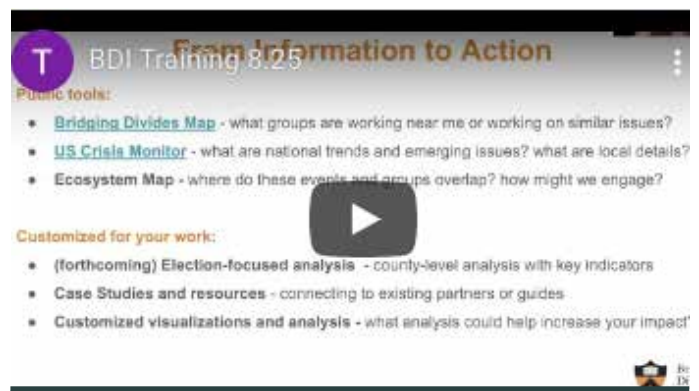 From Information to Action
T BDI Training 8.25
Public tools:
• Bridging Divides Map - what groups are working near me or working on similar issues?
• US Crisis Monitor - what are national trends and emerging issues? what are local details?
• Ecosystem Map - where do these events and groups overlap? how might we engage?
Customized for your work:
• (forthcoming) Election-focused analysis - county-level analysis with key indicators
• Case Studies and resources - connecting to existing partners or guides
• Customized visualizations and analysis - what analysis could help increase your impact?